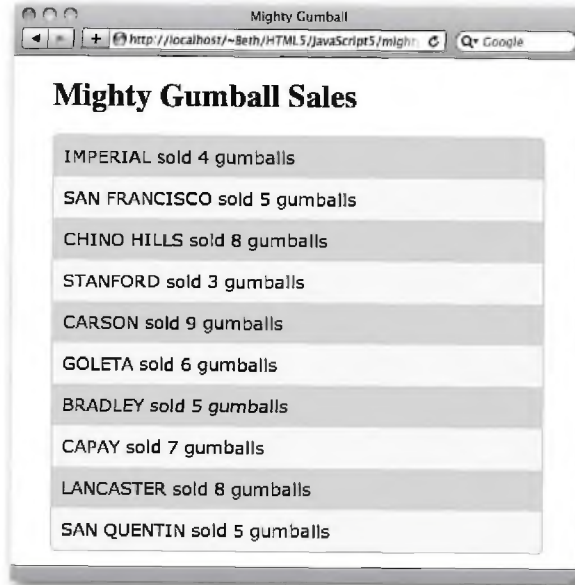 Mighty Gumball
http://localhost/~Beth/HTML5/JavaScript5/might
Google
Mighty Gumball Sales
IMPERIAL sold 4 gumballs
SAN FRANCISCO sold 5 gumballs
CHINO HILLS sold 8 gumballs
STANFORD sold 3 gumballs
CARSON sold 9 gumballs
GOLETA sold 6 gumballs
BRADLEY sold 5 gumballs
CAPAY sold 7 gumballs
LANCASTER sold 8 gumballs
SAN QUENTIN sold 5 gumballs